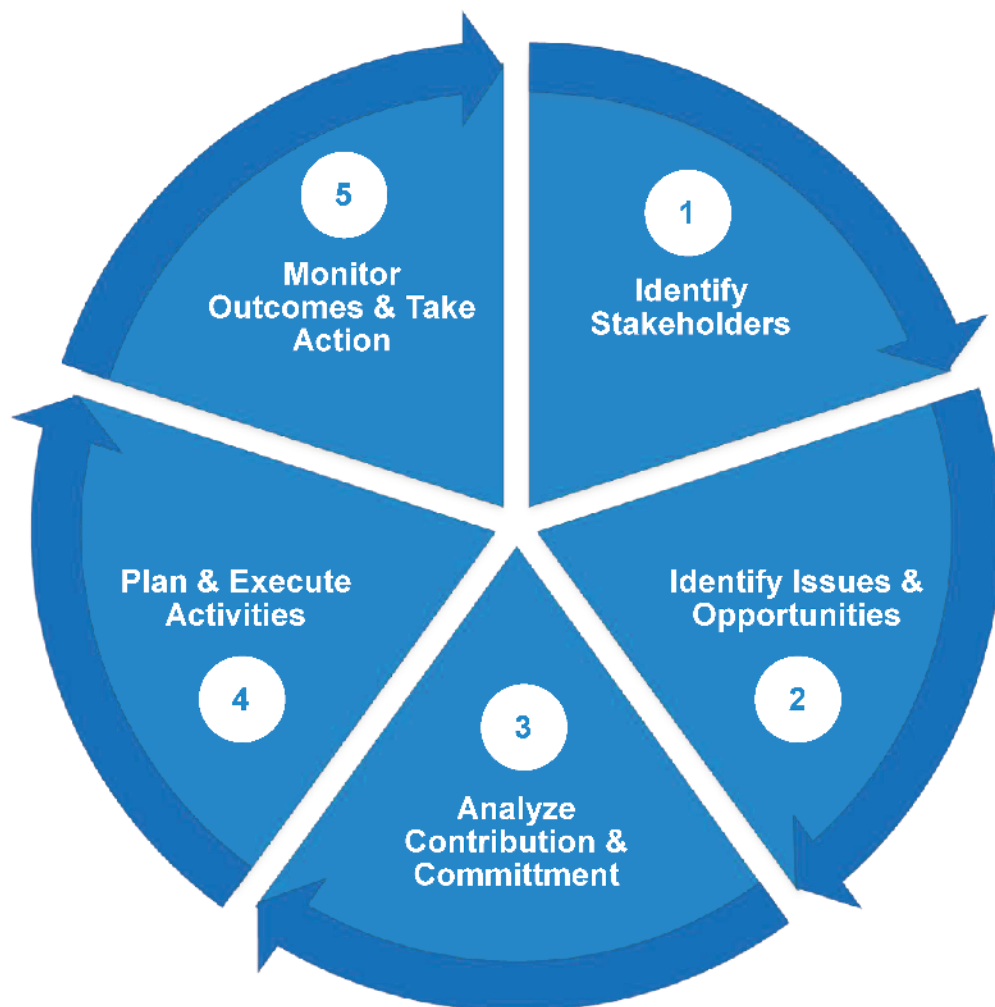 1
Identify
Stakeholders
2
Identify Issues &
Opportunities
3
Analyze
Contribution &
Committment
4
Plan & Execute
Activities
5
Monitor
Outcomes & Take
Action